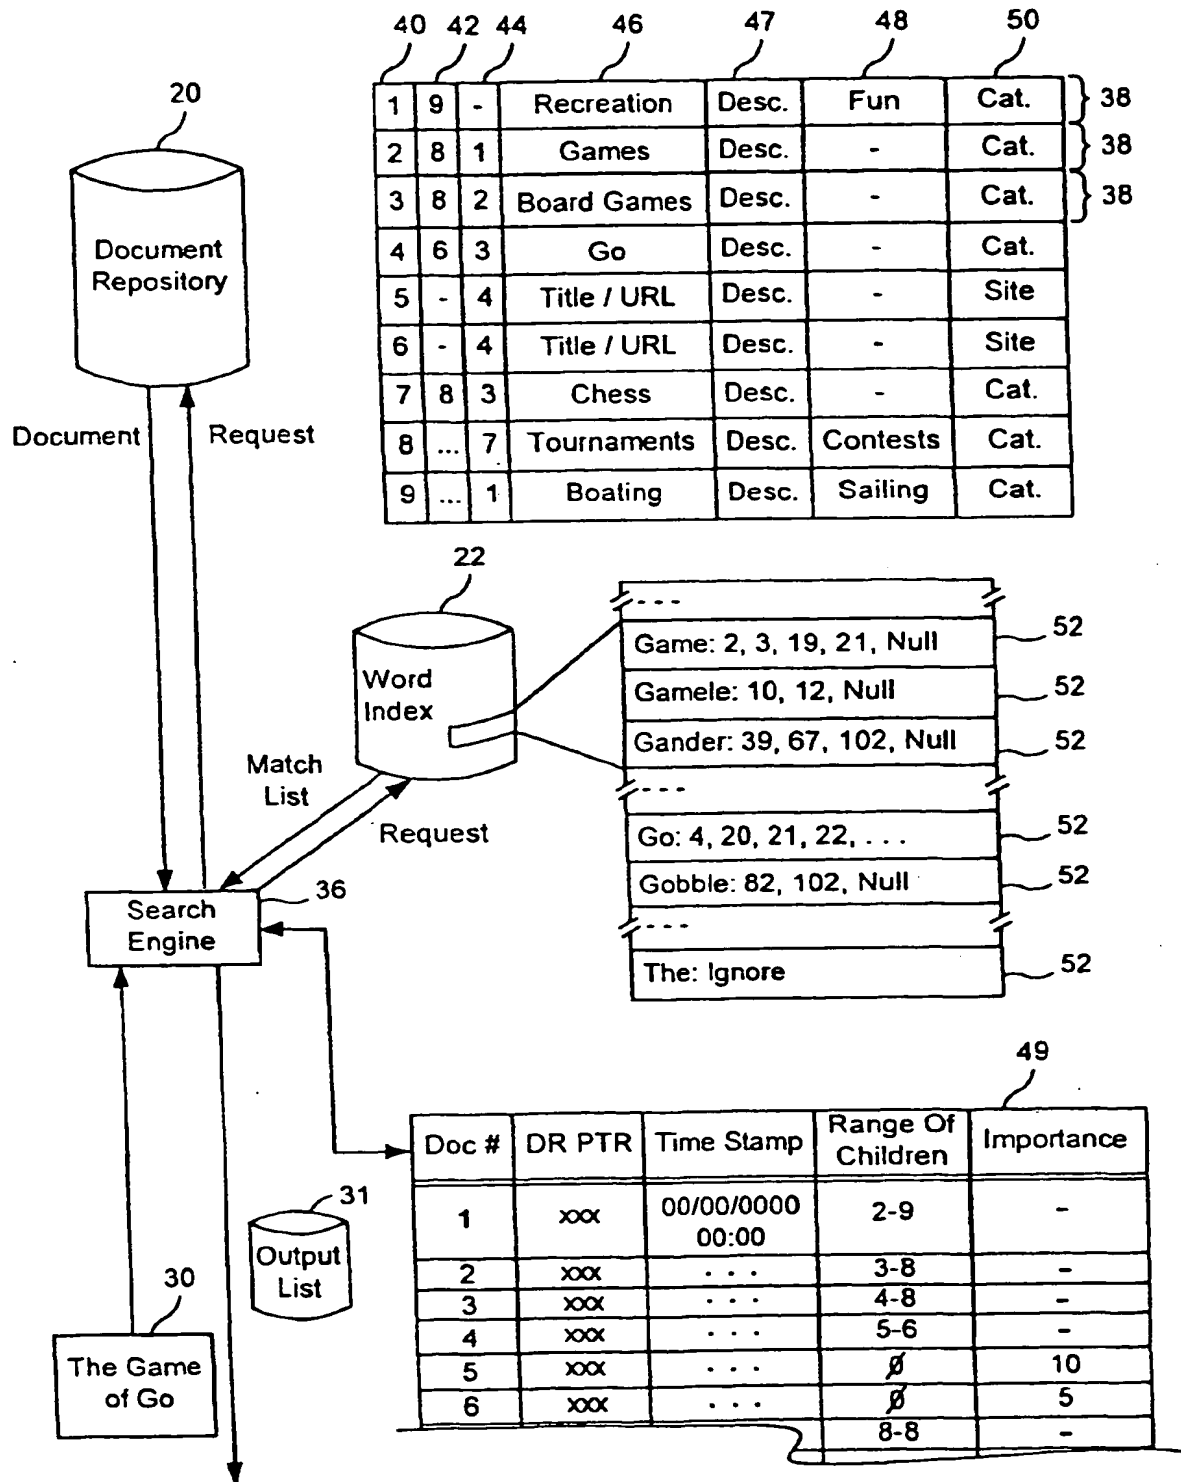 40 42 44 46 47 48 50
1 9 - Recreation Desc. Fun Cat. 38
2 8 1 Games Desc. - Cat. 38
3 8 2 Board Games Desc. - Cat. 38
4 6 3 Go Desc. - Cat.
5 - 4 Title / URL Desc. - Site
6 - 4 Title / URL Desc. - Site
7 8 3 Chess Desc. - Cat.
8 ... 7 Tournaments Desc. Contests Cat.
9 ... 1 Boating Desc. Sailing Cat.
20
Document
Repository
Document
Request
22
Word
Index
Match
List
Request
- - - -
Game: 2, 3, 19, 21, Null 52
Gamele: 10, 12, Null 52
Gander: 39, 67, 102, Null 52
- - - -
Go: 4, 20, 21, 22, . . . 52
Gobble: 82, 102, Null 52
- - - -
The: Ignore 52
36
Search
Engine
31
Output
List
30
The Game
of Go
49
Doc # DR PTR Time Stamp Range Of Children Importance
1 xxx 00/00/0000 00:00 2-9 -
2 xxx . . . 3-8 -
3 xxx . . . 4-8 -
4 xxx . . . 5-6 -
5 xxx . . . Ø 10
6 xxx . . . Ø 5
8-8 -